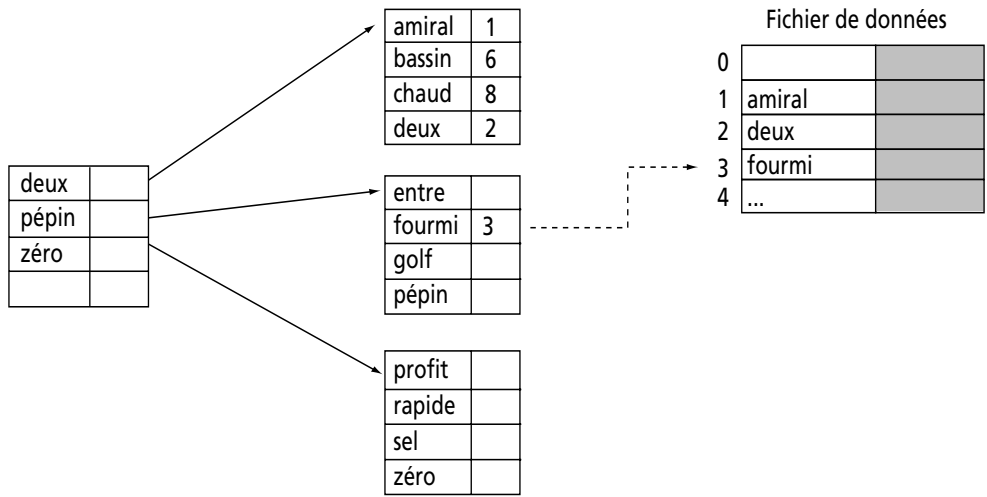 Fichier de données
amiral 1
bassin 6
chaud 8
deux 2
0
1 amiral
2 deux
3 fourmi
4 ...
deux
pépin
zéro
entre
fourmi 3
golf
pépin
profit
rapide
sel
zéro